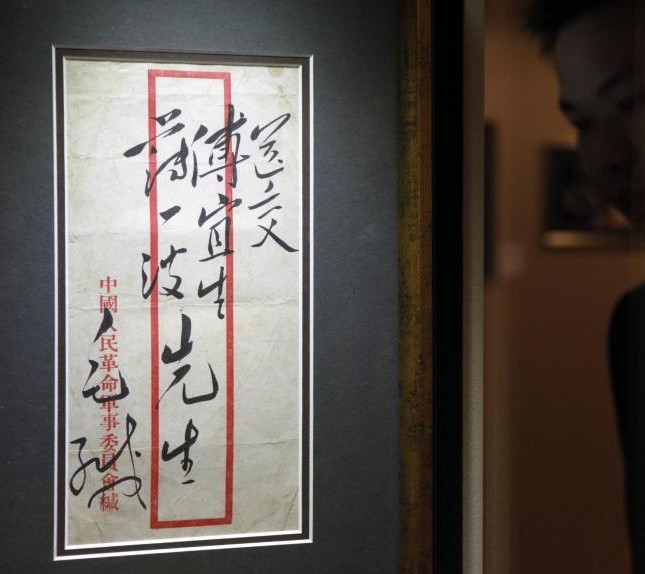 送交
傅宜生
薄一波
先生
毛緘
中國人民革命軍事委員會緘